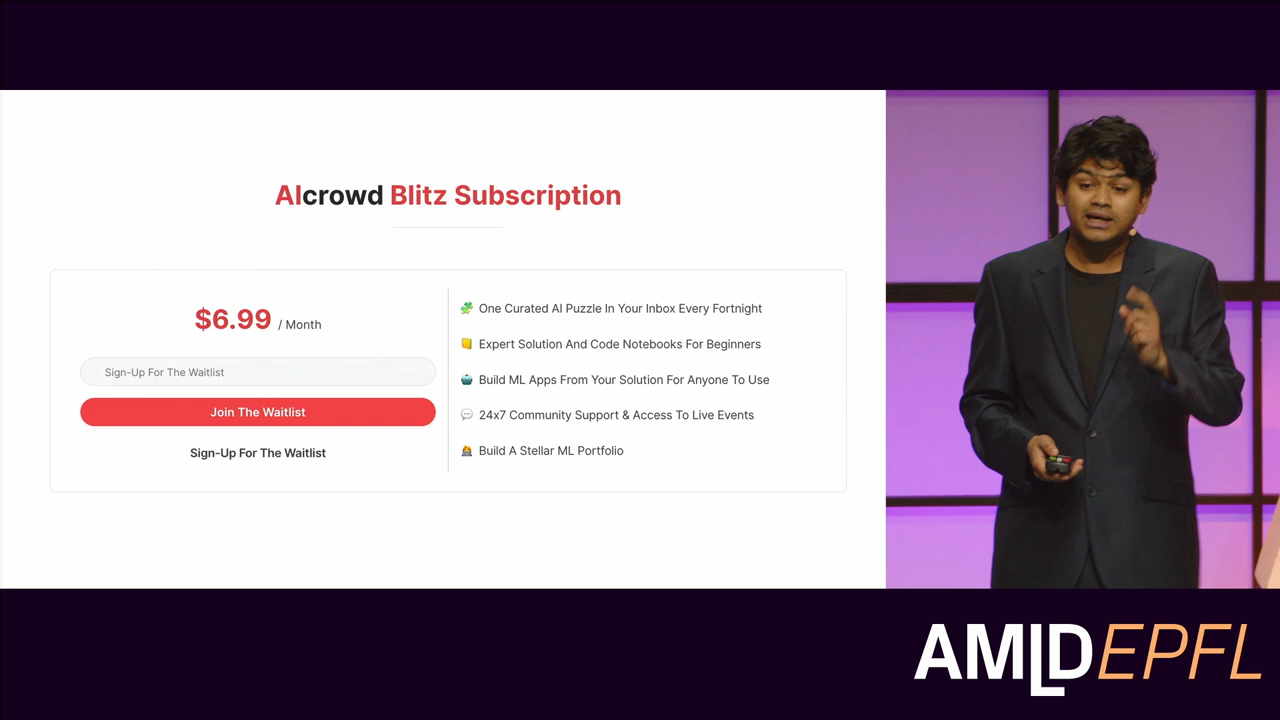 AIcrowd Blitz Subscription
$6.99 / Month
Sign-Up For The Waitlist
Join The Waitlist
Sign-Up For The Waitlist
One Curated AI Puzzle In Your Inbox Every Fortnight
Expert Solution And Code Notebooks For Beginners
Build ML Apps From Your Solution For Anyone To Use
24x7 Community Support & Access To Live Events
Build A Stellar ML Portfolio
AMLDEPFL